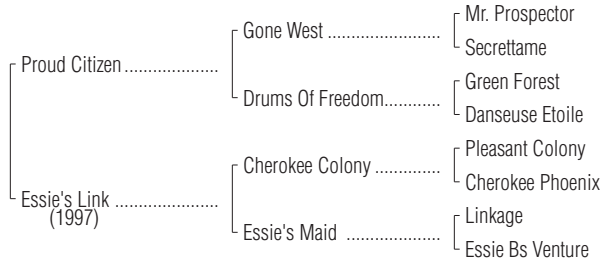 Mr. Prospector
Gone West ........................
Secrettame
Proud Citizen....................
Green Forest
Drums Of Freedom............
Danseuse Etoile
Pleasant Colony
Cherokee Colony ..............
Cherokee Phoenix
Essie's Link ......................
(1997)
Linkage
Essie's Maid ....................
Essie Bs Venture